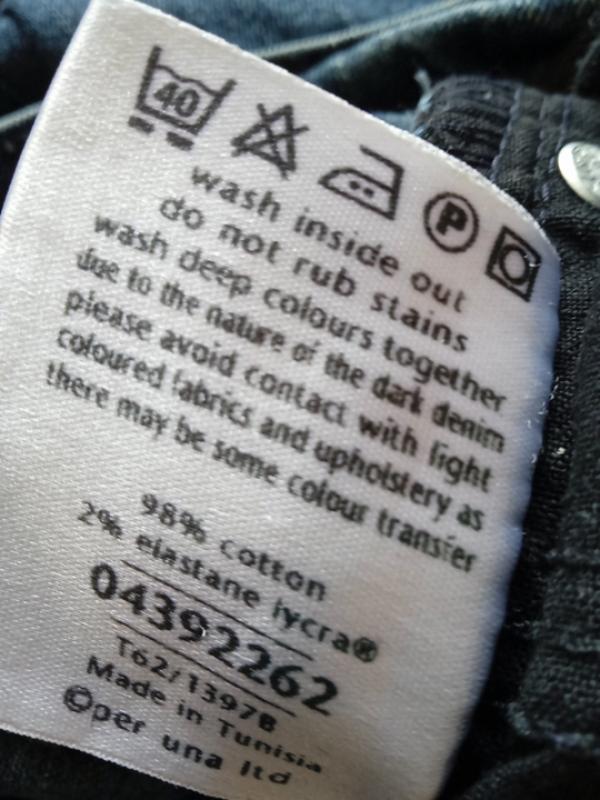 40
P
wash inside out
do not rub stains
wash deep colours together
due to the nature of the dark denim
please avoid contact with light
coloured fabrics and upholstery as
there may be some colour transfer
98% cotton
2% elastane lycra®
04392262
T62/1397B
Made in Tunisia
©per una ltd